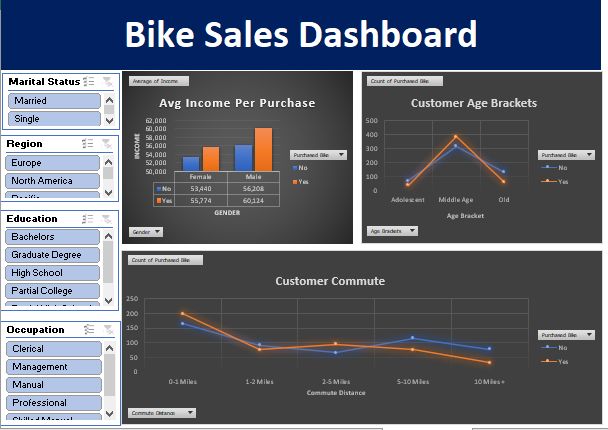 Bike Sales Dashboard
Marital Status
Married
Single
Region
Europe
North America
Pacific
Education
Bachelors
Graduate Degree
High School
Partial College
Occupation
Clerical
Management
Manual
Professional
Skilled Manual
Average of Income
Avg Income Per Purchase
INCOME
62,000
60,000
58,000
56,000
54,000
52,000
50,000
Female Male
No 53,440 56,208
Yes 55,774 60,124
GENDER
Purchased Bike
No
Yes
Gender
Count of Purchased Bike
Customer Age Brackets
500
400
300
200
100
0
Adolescent Middle Age Old
Age Bracket
Purchased Bike
No
Yes
Age Brackets
Count of Purchased Bike
Customer Commute
250
200
150
100
50
0
0-1 Miles 1-2 Miles 2-5 Miles 5-10 Miles 10 Miles+
Commute Distance
Purchased Bike
No
Yes
Commute Distance